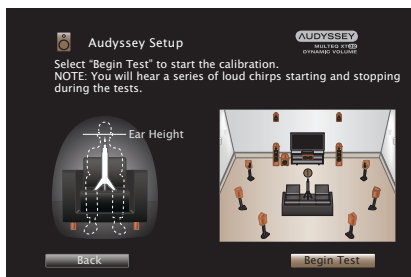 Audyssey Setup
AUDYSSEY
MULTEQ XT32
DYNAMIC VOLUME
Select “Begin Test” to start the calibration.
NOTE: You will hear a series of loud chirps starting and stopping
during the tests.
Ear Height
Back
Begin Test